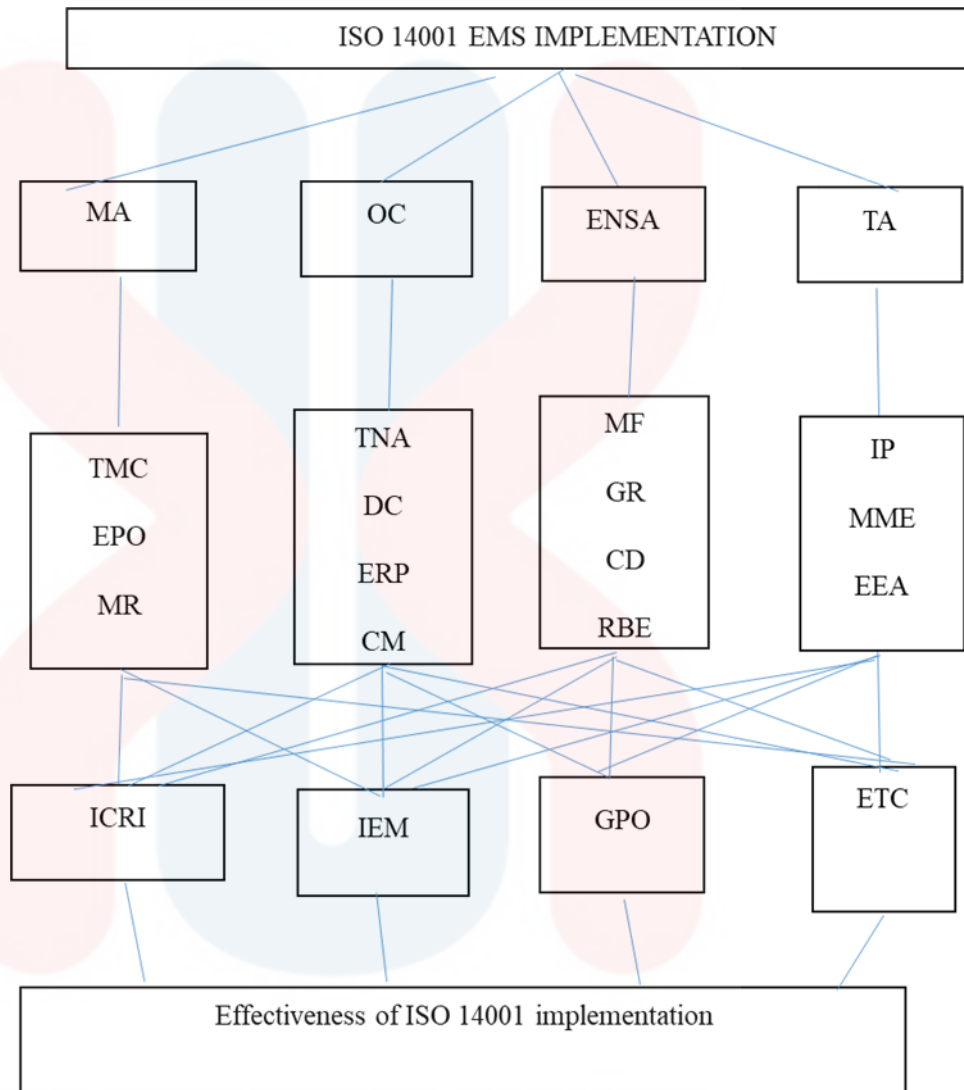 ISO 14001 EMS IMPLEMENTATION
MA
OC
ENSA
TA
TMC
EPO
MR
TNA
DC
ERP
CM
MF
GR
CD
RBE
IP
MME
EEA
ICRI
IEM
GPO
ETC
Effectiveness of ISO 14001 implementation